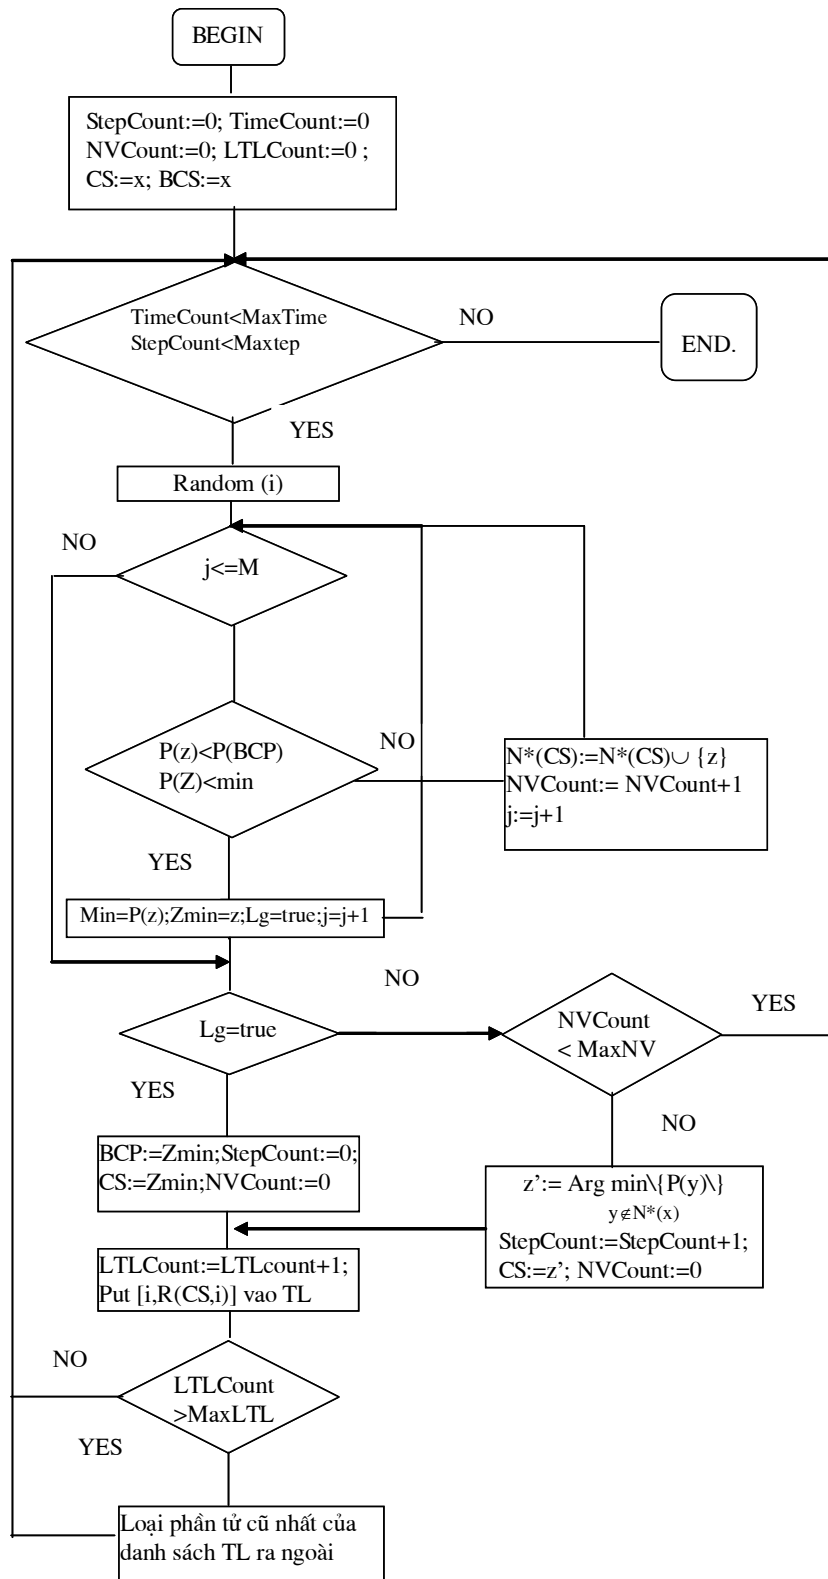 BEGIN
StepCount:=0; TimeCount:=0
NVCount:=0; LTLCount:=0 ;
CS:=x; BCS:=x
TimeCount<MaxTime
StepCount<Maxtep
NO
END.
YES
Random (i)
NO
j<=M
P(z)<P(BCP)
P(Z)<min
NO
N*(CS):=N*(CS)∪ {z}
NVCount:= NVCount+1
j:=j+1
YES
Min=P(z);Zmin=z;Lg=true;j=j+1
NO
Lg=true
NVCount
< MaxNV
YES
YES
NO
BCP:=Zmin;StepCount:=0;
CS:=Zmin;NVCount:=0
z’:= Arg min\{P(y)\}
y∉N*(x)
StepCount:=StepCount+1;
CS:=z’; NVCount:=0
LTLCount:=LTLcount+1;
Put [i,R(CS,i)] vao TL
NO
LTLCount
>MaxLTL
YES
Loại phần tử cũ nhất của
danh sách TL ra ngoài